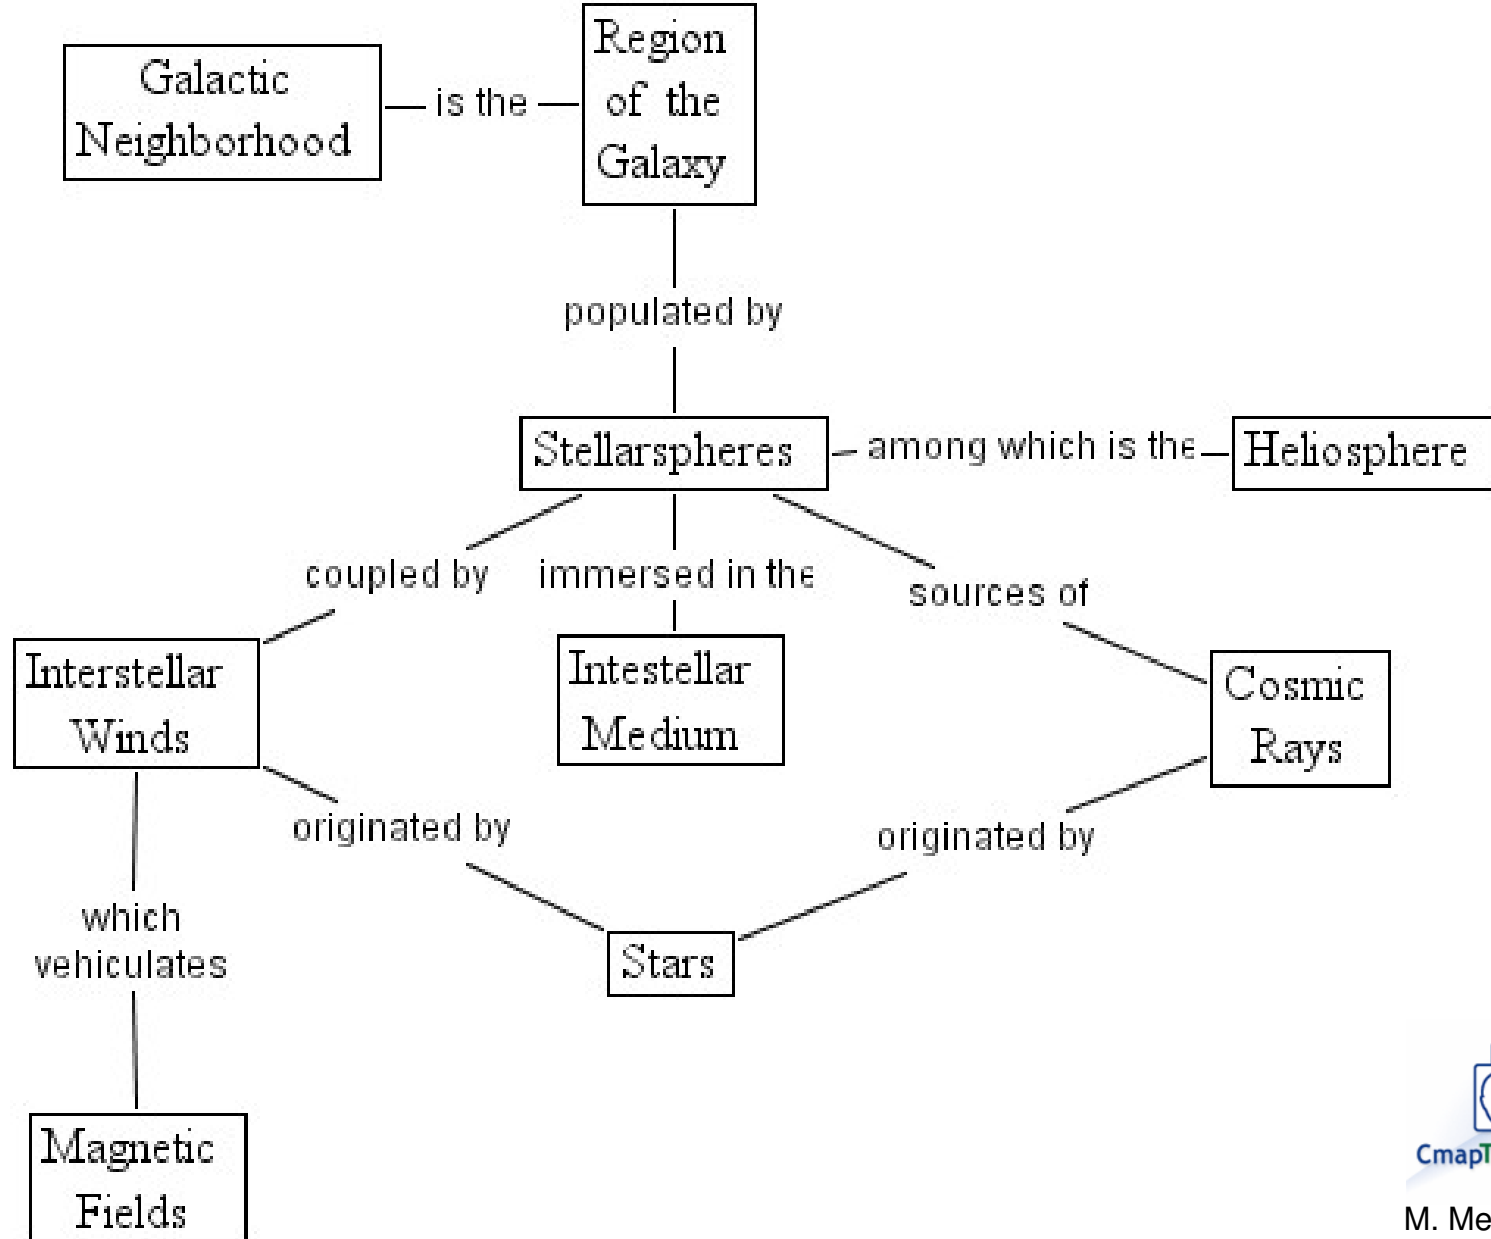 Galactic
Neighborhood
is the
Region
of the
Galaxy
populated by
Stellarspheres
among which is the
Heliosphere
coupled by
immersed in the
sources of
Interstellar
Winds
Intestellar
Medium
Cosmic
Rays
originated by
originated by
which
vehiculates
Stars
Magnetic
Fields
CmapT
M. Me